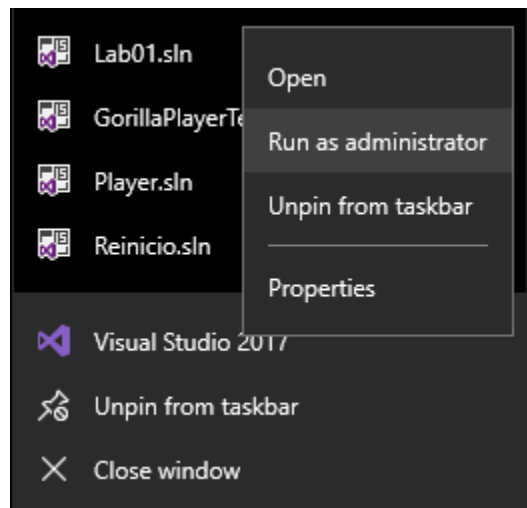 Lab01.sln
GorillaPlayerTe
Player.sln
Reinicio.sln
Open
Run as administrator
Unpin from taskbar
Properties
Visual Studio 2017
Unpin from taskbar
Close window